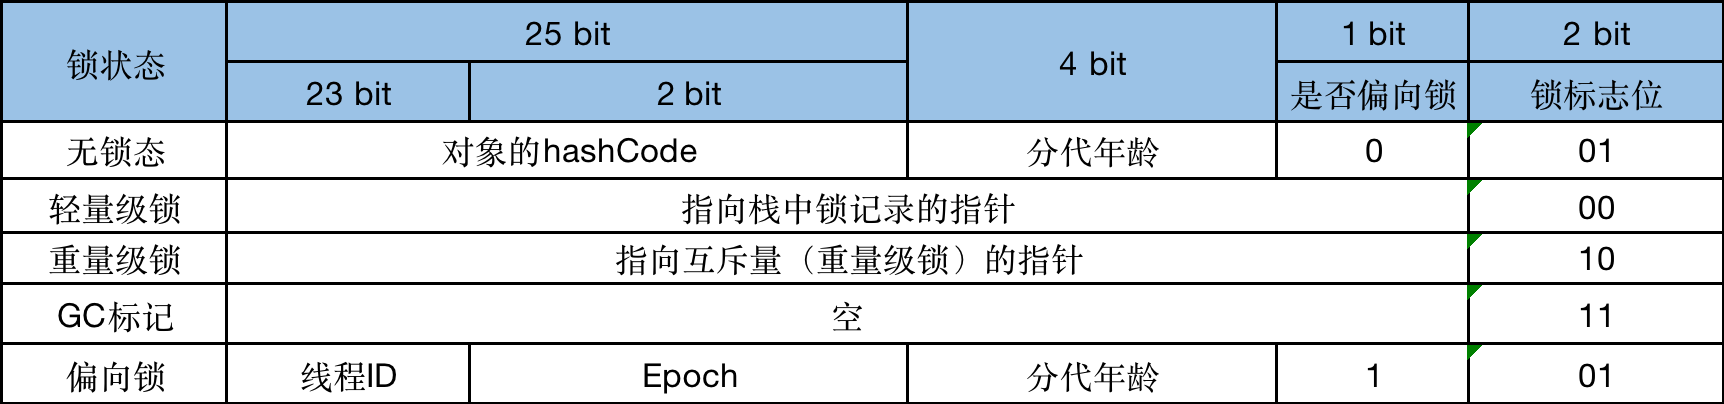 锁状态 25 bit 4 bit 1 bit 2 bit
23 bit 2 bit 是否偏向锁 锁标志位
无锁态 对象的hashCode 分代年龄 0 01
轻量级锁 指向栈中锁记录的指针 00
重量级锁 指向互斥量（重量级锁）的指针 10
GC标记 空 11
偏向锁 线程ID Epoch 分代年龄 1 01